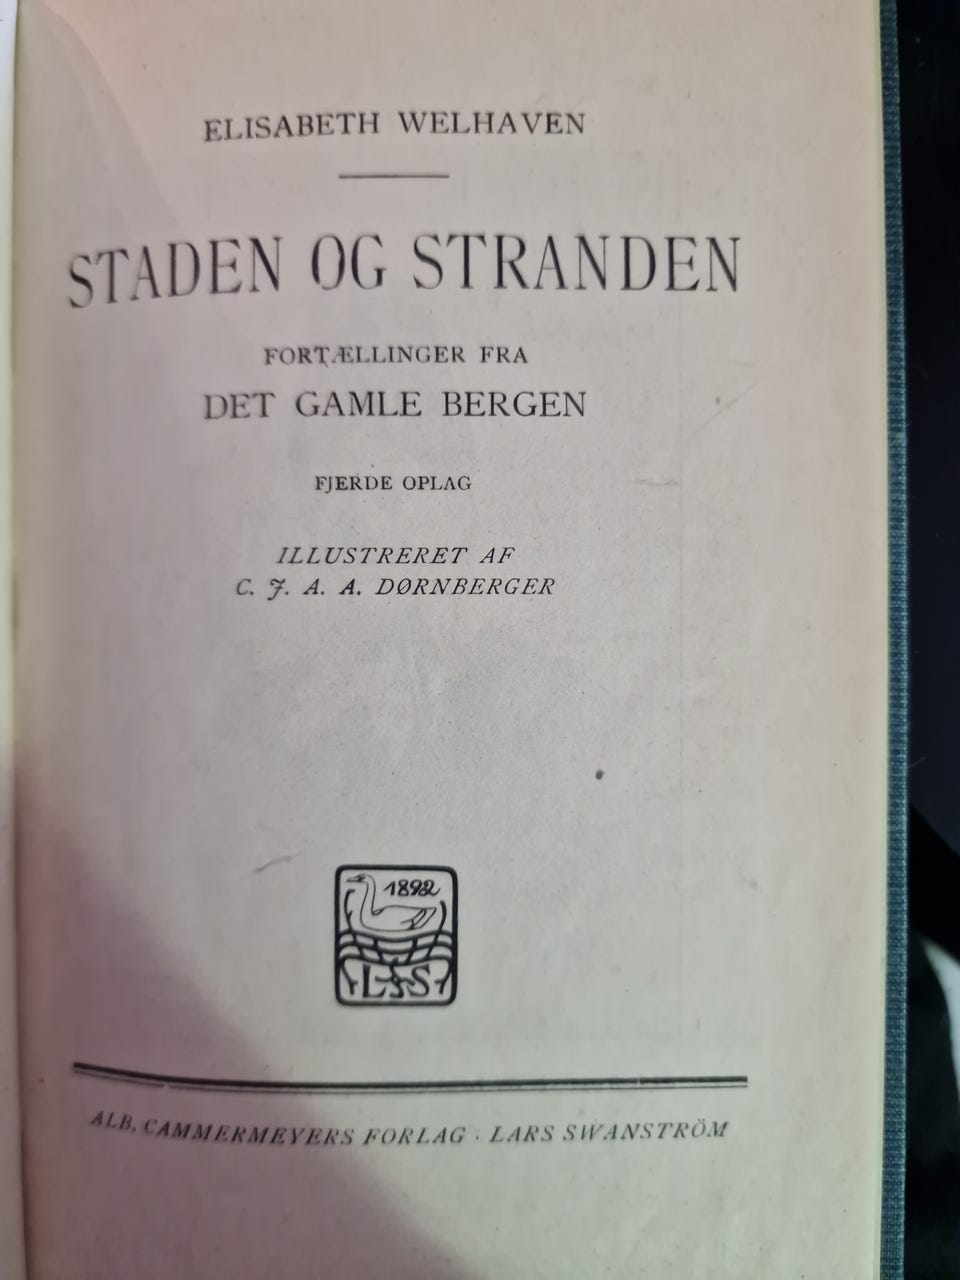 ELISABETH WELHAVEN
STADEN OG STRANDEN
FORTÆLLINGER FRA
DET GAMLE BERGEN
FJERDE OPLAG
ILLUSTRERET AF
C. J. A. A. DØRNBERGER
1892
L S
ALB. CAMMERMEYERS FORLAG · LARS SWANSTRÖM